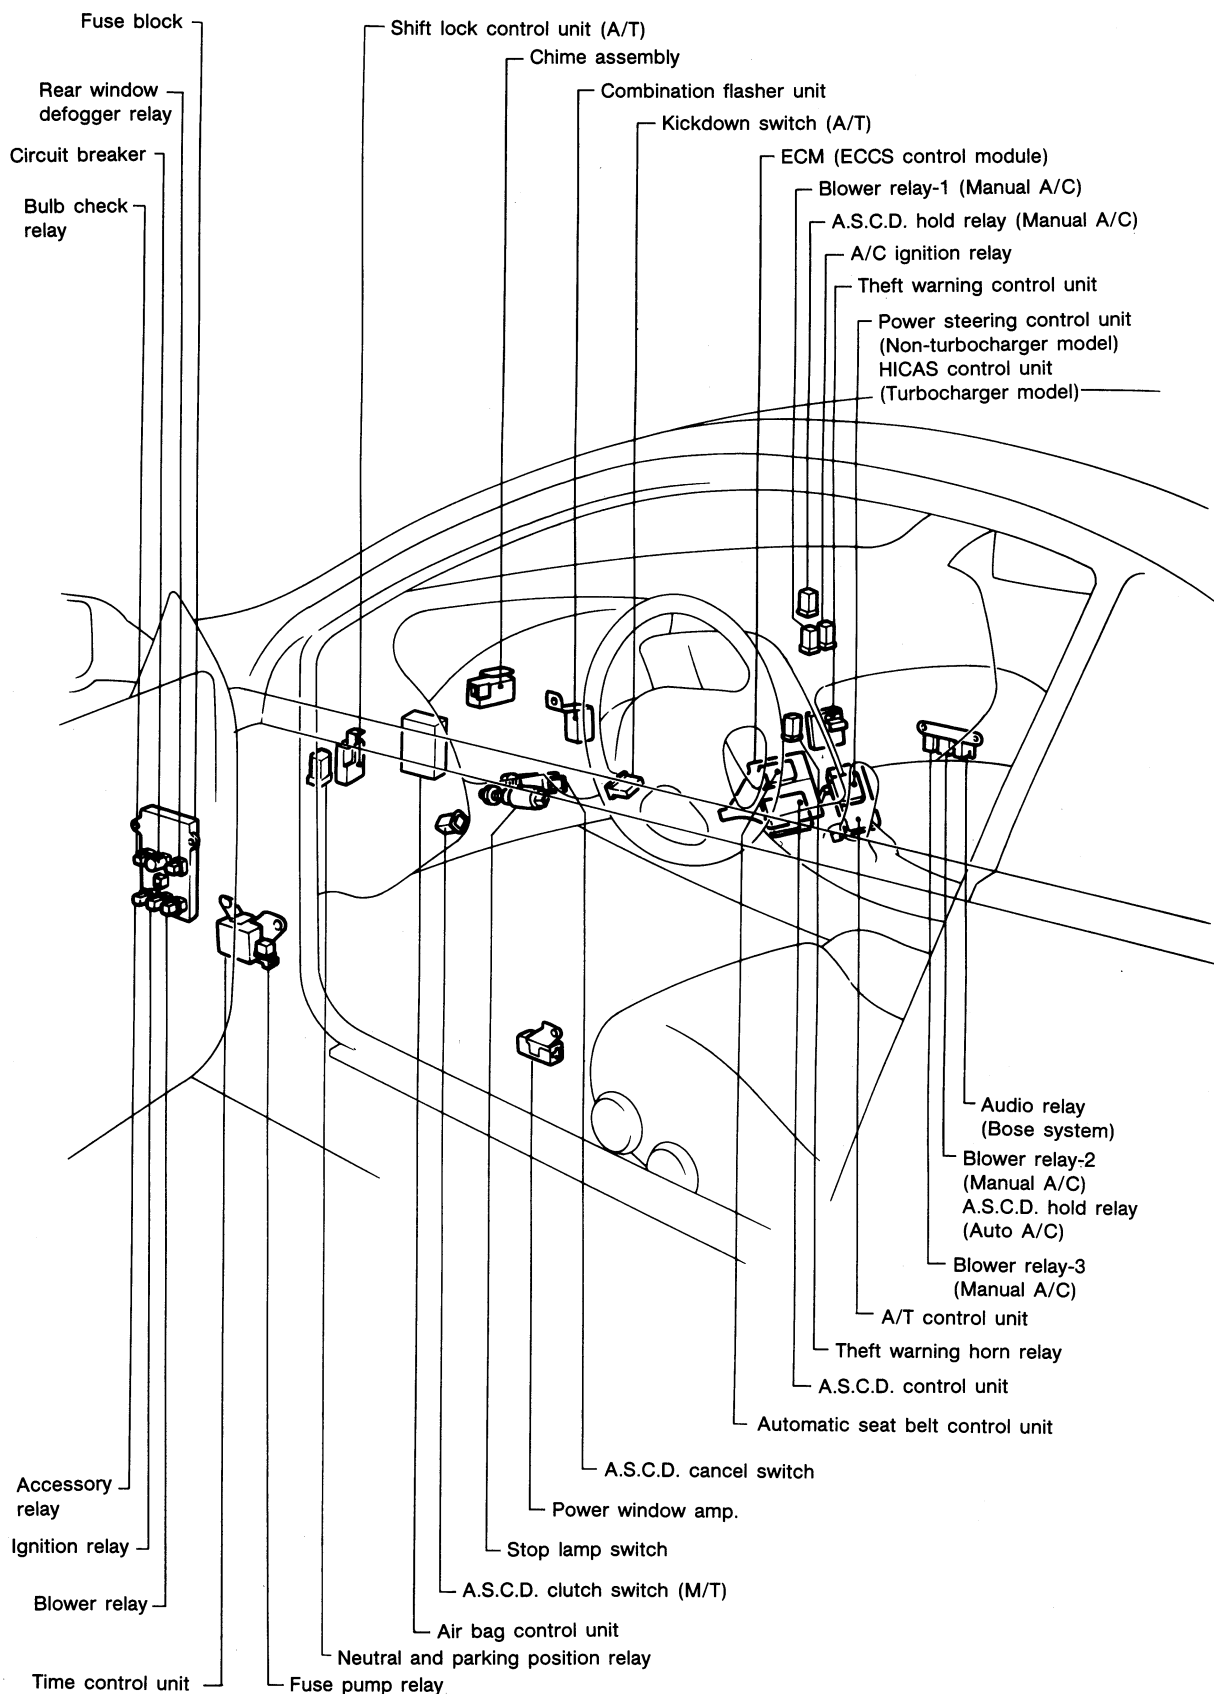 Fuse block
Shift lock control unit (A/T)
Chime assembly
Rear window
defogger relay
Combination flasher unit
Kickdown switch (A/T)
Circuit breaker
ECM (ECCS control module)
Blower relay-1 (Manual A/C)
Bulb check
relay
A.S.C.D. hold relay (Manual A/C)
A/C ignition relay
Theft warning control unit
Power steering control unit
(Non-turbocharger model)
HICAS control unit
(Turbocharger model)
Audio relay
(Bose system)
Blower relay-2
(Manual A/C)
A.S.C.D. hold relay
(Auto A/C)
Blower relay-3
(Manual A/C)
A/T control unit
Theft warning horn relay
A.S.C.D. control unit
Automatic seat belt control unit
A.S.C.D. cancel switch
Accessory
relay
Power window amp.
Ignition relay
Stop lamp switch
A.S.C.D. clutch switch (M/T)
Blower relay
Air bag control unit
Neutral and parking position relay
Time control unit
Fuse pump relay